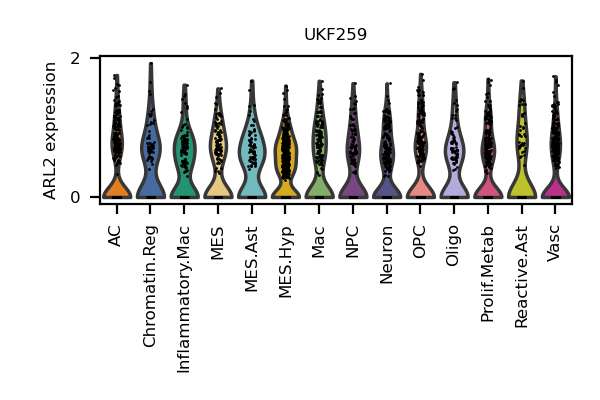 UKF259
ARL2 expression
2
0
AC
Chromatin.Reg
Inflammatory.Mac
MES
MES.Ast
MES.Hyp
Mac
NPC
Neuron
OPC
Oligo
Prolif.Metab
Reactive.Ast
Vasc